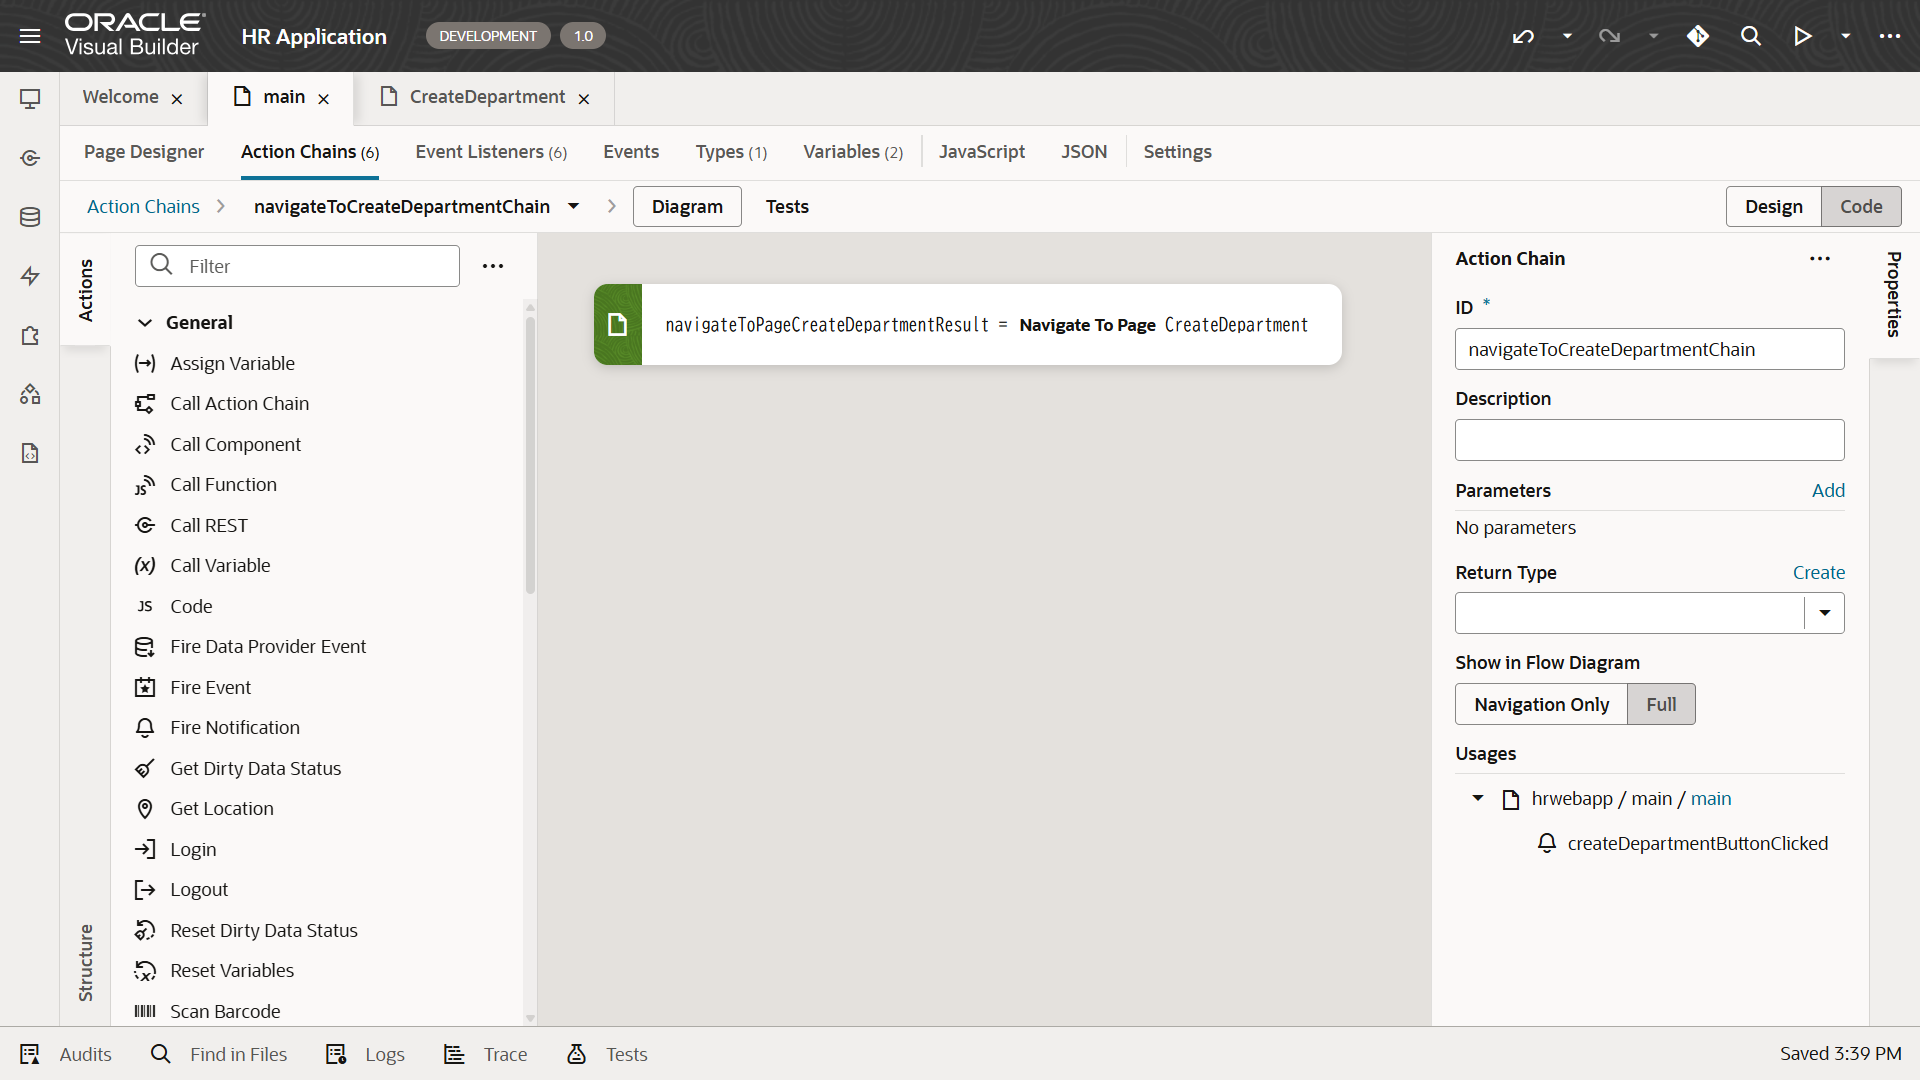 ORACLE
Visual Builder
HR Application
DEVELOPMENT
1.0
Welcome
main
CreateDepartment
Page Designer
Action Chains (6)
Event Listeners (6)
Events
Types (1)
Variables (2)
JavaScript
JSON
Settings
Action Chains
navigateToCreateDepartmentChain
Diagram
Tests
Design
Code
Actions
Structure
Filter
General
Assign Variable
Call Action Chain
Call Component
JS Call Function
Call REST
(x) Call Variable
JS Code
Fire Data Provider Event
Fire Event
Fire Notification
Get Dirty Data Status
Get Location
Login
Logout
Reset Dirty Data Status
Reset Variables
Scan Barcode
navigateToPageCreateDepartmentResult = Navigate To Page CreateDepartment
Action Chain
Properties
ID *
navigateToCreateDepartmentChain
Description
Parameters
Add
No parameters
Return Type
Create
Show in Flow Diagram
Navigation Only
Full
Usages
hrwebapp / main / main
createDepartmentButtonClicked
Audits
Find in Files
Logs
Trace
Tests
Saved 3:39 PM